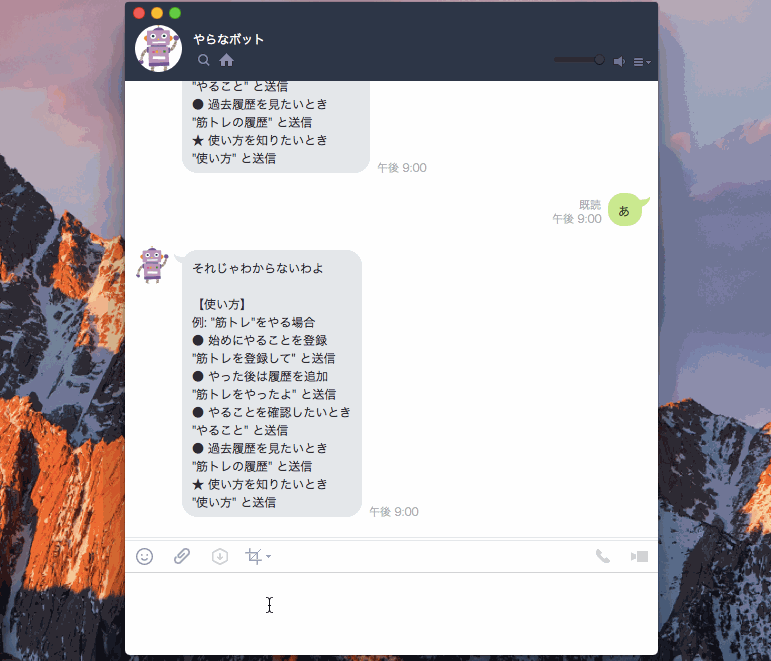 やらなボット
"やること" と送信
● 過去履歴を見たいとき
"筋トレの履歴" と送信
★ 使い方を知りたいとき
"使い方" と送信
午後 9:00
既読
午後 9:00
あ
それじゃわからないわよ
【使い方】
例: "筋トレ"をやる場合
● 始めにやることを登録
"筋トレを登録して" と送信
● やった後は履歴を追加
"筋トレをやったよ" と送信
● やることを確認したいとき
"やること" と送信
● 過去履歴を見たいとき
"筋トレの履歴" と送信
★ 使い方を知りたいとき
"使い方" と送信
午後 9:00